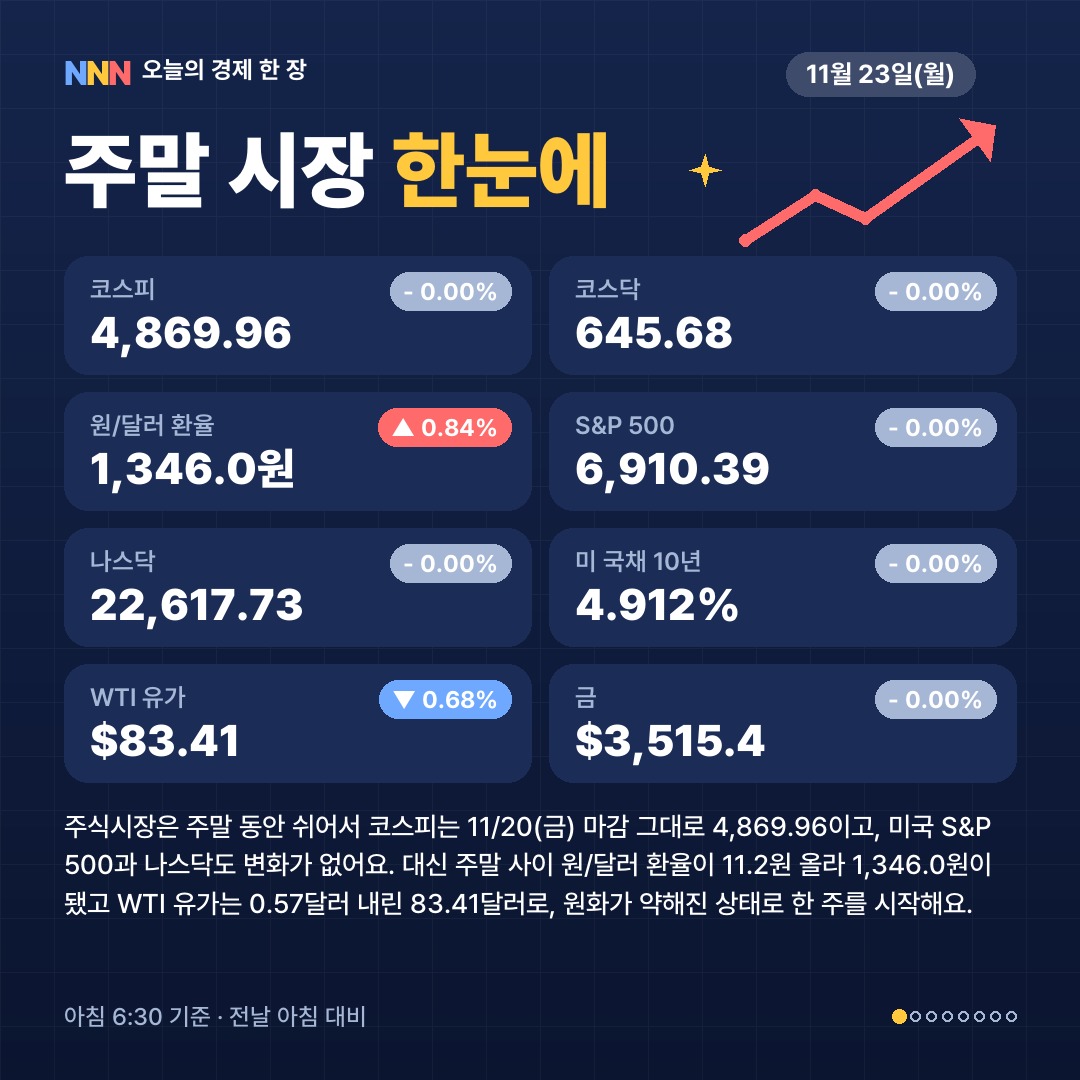 NNN 오늘의 경제 한 장
11월 23일(월)
주말 시장 한눈에
코스피
- 0.00%
4,869.96
코스닥
- 0.00%
645.68
원/달러 환율
▲ 0.84%
1,346.0원
S&P 500
- 0.00%
6,910.39
나스닥
- 0.00%
22,617.73
미 국채 10년
- 0.00%
4.912%
WTI 유가
▼ 0.68%
$83.41
금
- 0.00%
$3,515.4
주식시장은 주말 동안 쉬어서 코스피는 11/20(금) 마감 그대로 4,869.96이고, 미국 S&P
500과 나스닥도 변화가 없어요. 대신 주말 사이 원/달러 환율이 11.2원 올라 1,346.0원이
됐고 WTI 유가는 0.57달러 내린 83.41달러로, 원화가 약해진 상태로 한 주를 시작해요.
아침 6:30 기준 · 전날 아침 대비